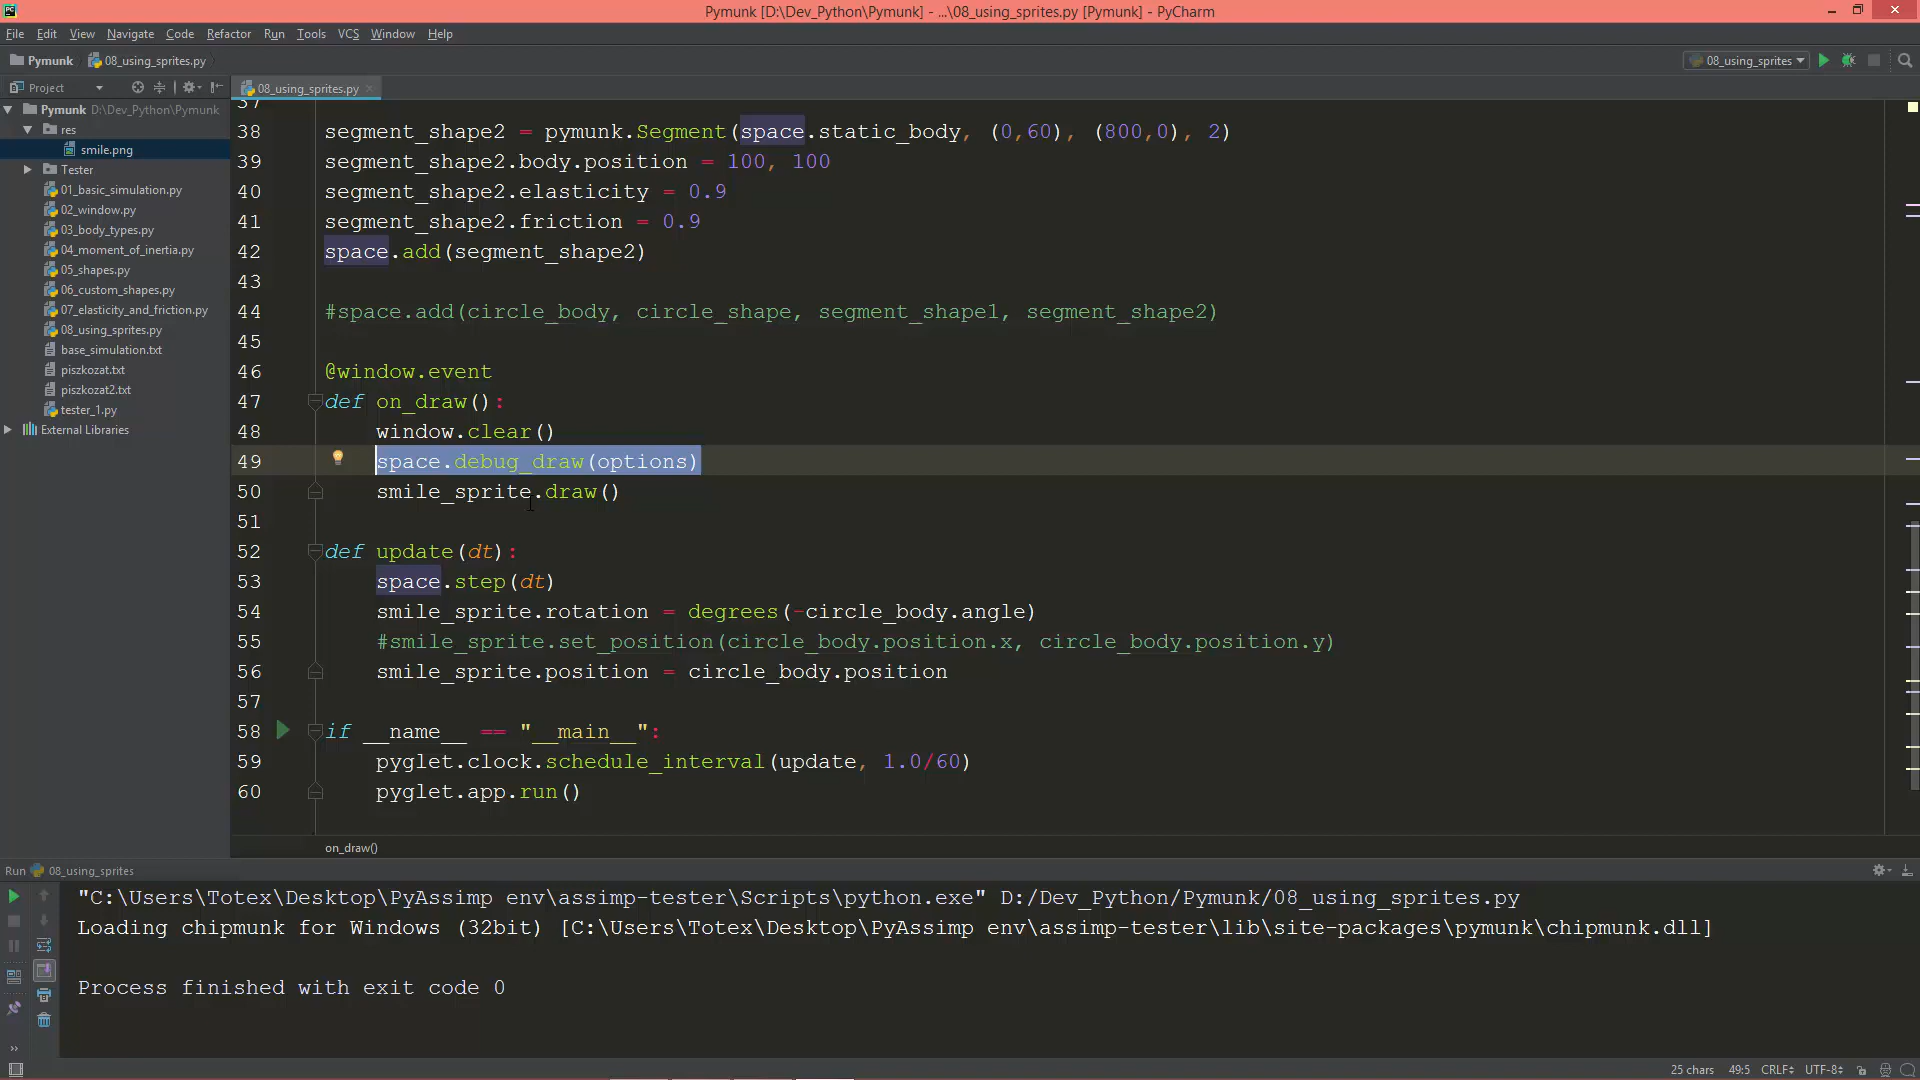 Pymunk [D:\Dev_Python\Pymunk] - ...\08_using_sprites.py [Pymunk] - PyCharm
File Edit View Navigate Code Refactor Run Tools VCS Window Help
Pymunk 08_using_sprites.py
08_using_sprites
Project
08_using_sprites.py
Pymunk D:\Dev_Python\Pymunk
res
smile.png
Tester
01_basic_simulation.py
02_window.py
03_body_types.py
04_moment_of_inertia.py
05_shapes.py
06_custom_shapes.py
07_elasticity_and_friction.py
08_using_sprites.py
base_simulation.txt
piszkozat.txt
piszkozat2.txt
tester_1.py
External Libraries
37
38 segment_shape2 = pymunk.Segment(space.static_body, (0,60), (800,0), 2)
39 segment_shape2.body.position = 100, 100
40 segment_shape2.elasticity = 0.9
41 segment_shape2.friction = 0.9
42 space.add(segment_shape2)
43
44 #space.add(circle_body, circle_shape, segment_shape1, segment_shape2)
45
46 @window.event
47 def on_draw():
48 window.clear()
49 space.debug_draw(options)
50 smile_sprite.draw()
51
52 def update(dt):
53 space.step(dt)
54 smile_sprite.rotation = degrees(-circle_body.angle)
55 #smile_sprite.set_position(circle_body.position.x, circle_body.position.y)
56 smile_sprite.position = circle_body.position
57
58 if __name__ == "__main__":
59 pyglet.clock.schedule_interval(update, 1.0/60)
60 pyglet.app.run()
on_draw()
Run 08_using_sprites
"C:\Users\Totex\Desktop\PyAssimp env\assimp-tester\Scripts\python.exe" D:/Dev_Python/Pymunk/08_using_sprites.py
Loading chipmunk for Windows (32bit) [C:\Users\Totex\Desktop\PyAssimp env\assimp-tester\lib\site-packages\pymunk\chipmunk.dll]
Process finished with exit code 0
25 chars 49:5 CRLF UTF-8